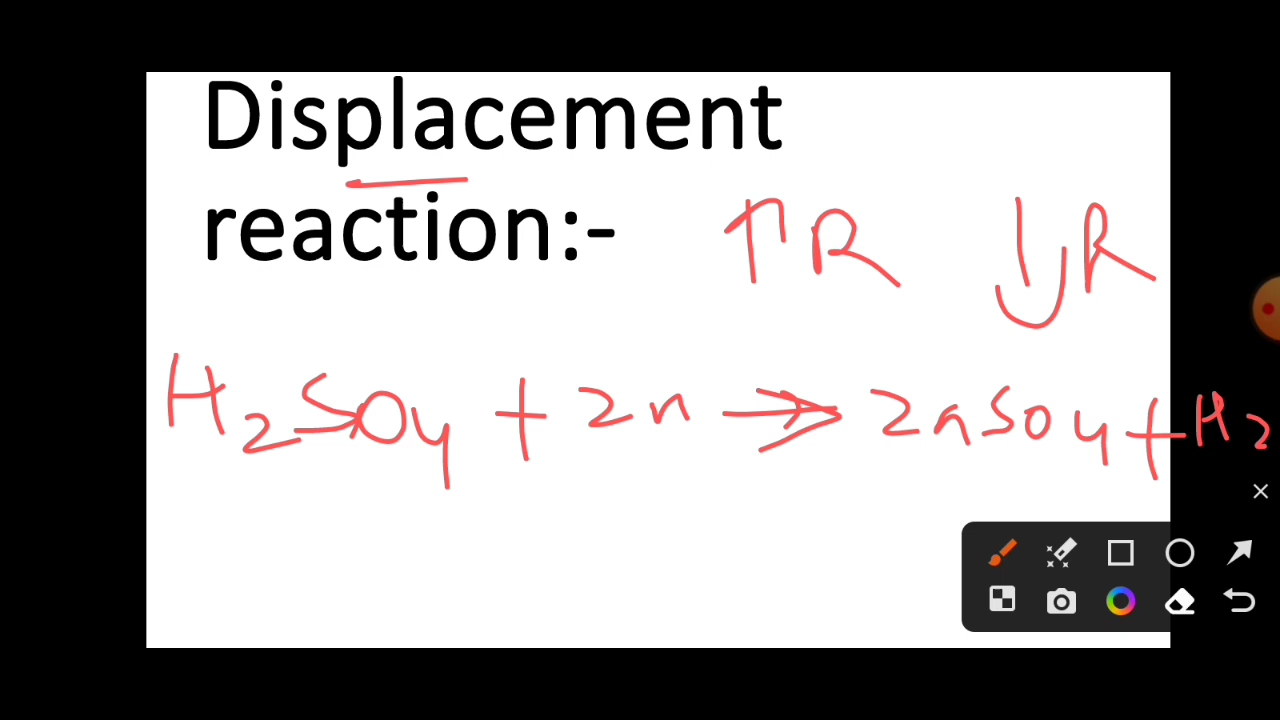 Displacement
reaction:-
↑R ↓R
H₂SO₄ + Zn → ZnSO₄ + H₂